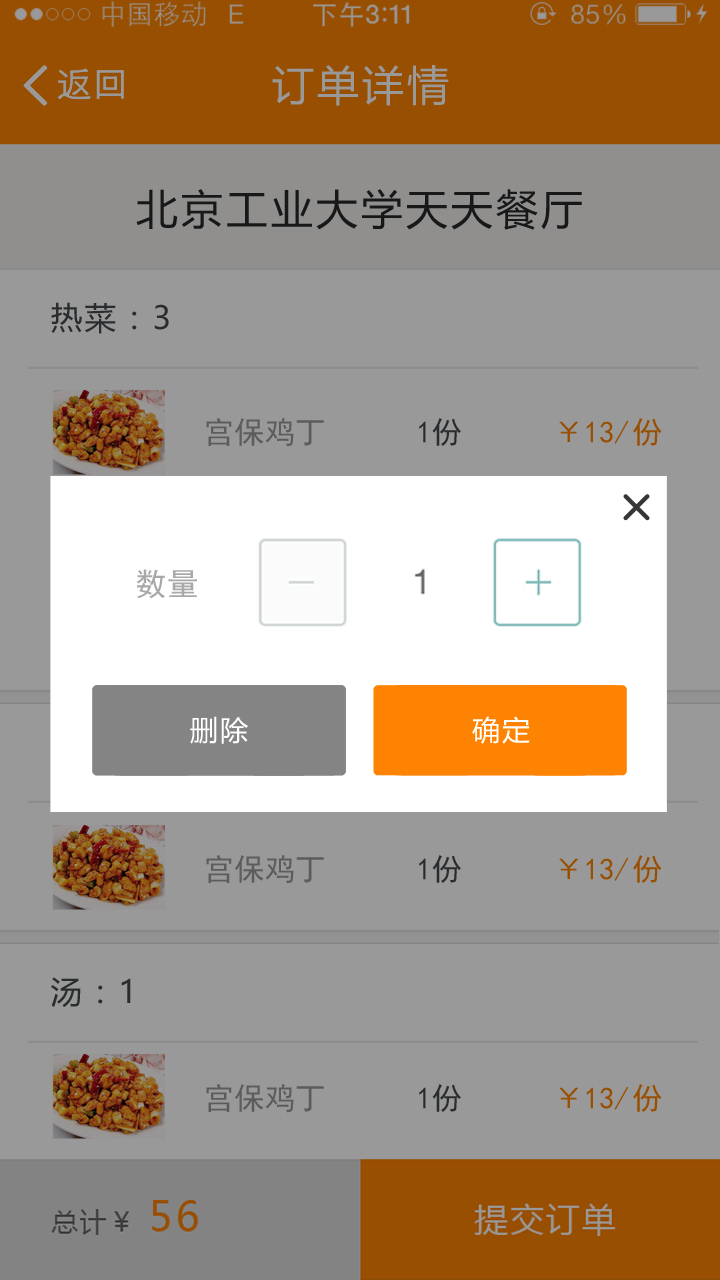 中国移动 E 下午3:11 85%
返回 订单详情
北京工业大学天天餐厅
热菜：3
宫保鸡丁 1份 ￥13/份
数量 － 1 ＋
删除 确定
宫保鸡丁 1份 ￥13/份
汤：1
宫保鸡丁 1份 ￥13/份
总计￥ 56 提交订单